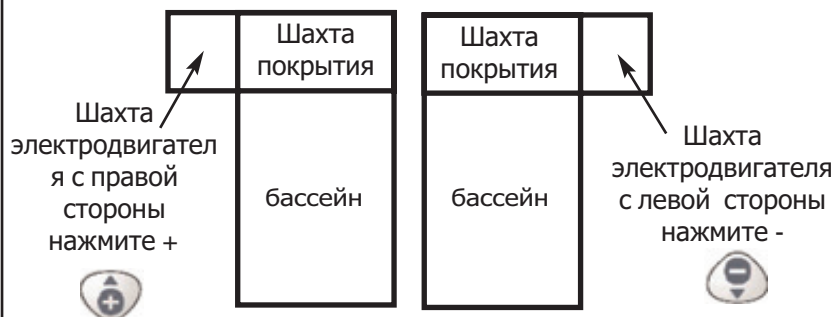 Шахта
покрытия
Шахта
электродвигател
я с правой
стороны
нажмите +
бассейн
Шахта
покрытия
бассейн
Шахта
электродвигателя
с левой стороны
нажмите -